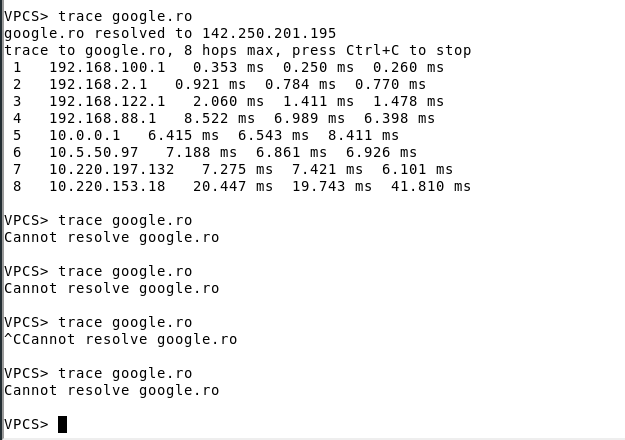 VPCS> trace google.ro
google.ro resolved to 142.250.201.195
trace to google.ro, 8 hops max, press Ctrl+C to stop
 1   192.168.100.1   0.353 ms  0.250 ms  0.260 ms
 2   192.168.2.1   0.921 ms  0.784 ms  0.770 ms
 3   192.168.122.1   2.060 ms  1.411 ms  1.478 ms
 4   192.168.88.1   8.522 ms  6.989 ms  6.398 ms
 5   10.0.0.1   6.415 ms  6.543 ms  8.411 ms
 6   10.5.50.97   7.188 ms  6.861 ms  6.926 ms
 7   10.220.197.132   7.275 ms  7.421 ms  6.101 ms
 8   10.220.153.18   20.447 ms  19.743 ms  41.810 ms
VPCS> trace google.ro
Cannot resolve google.ro
VPCS> trace google.ro
Cannot resolve google.ro
VPCS> trace google.ro
^CCannot resolve google.ro
VPCS> trace google.ro
Cannot resolve google.ro
VPCS>